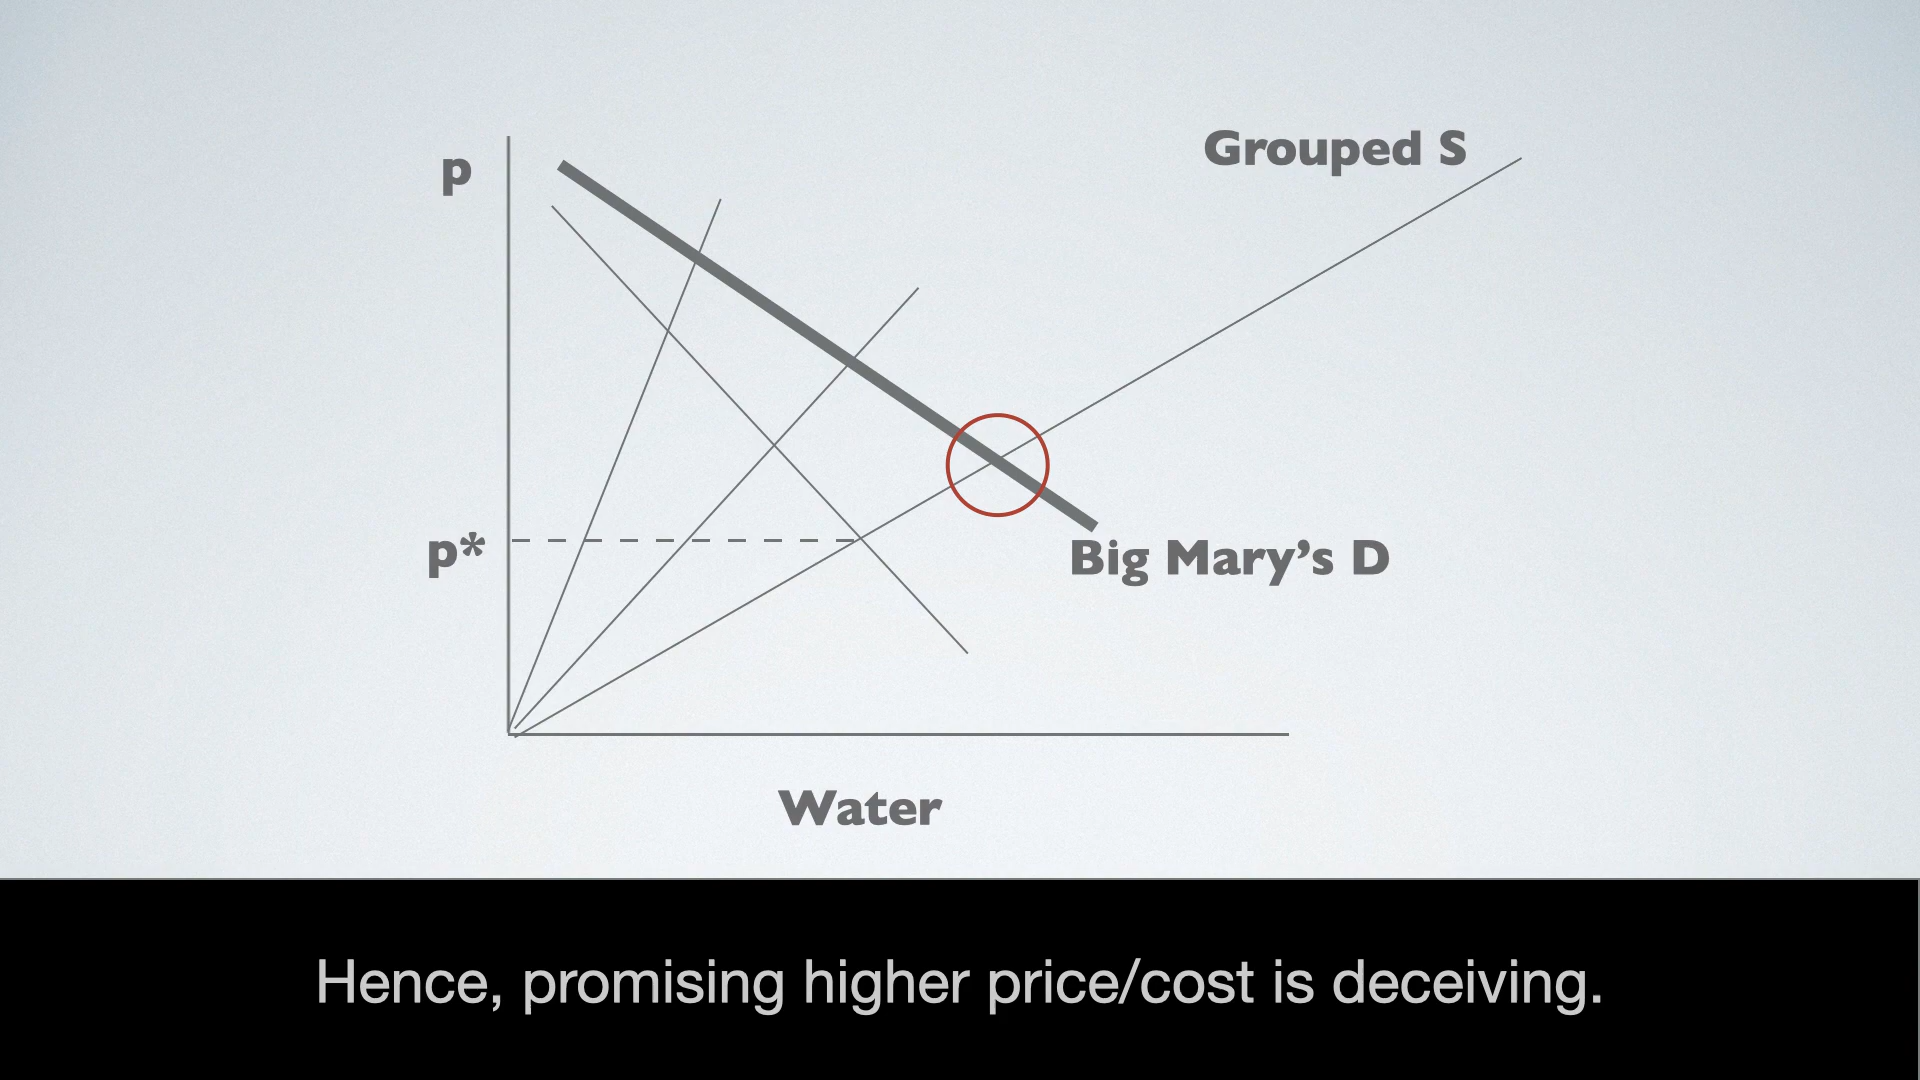 Grouped S
p
p*
Big Mary’s D
Water
Hence, promising higher price/cost is deceiving.